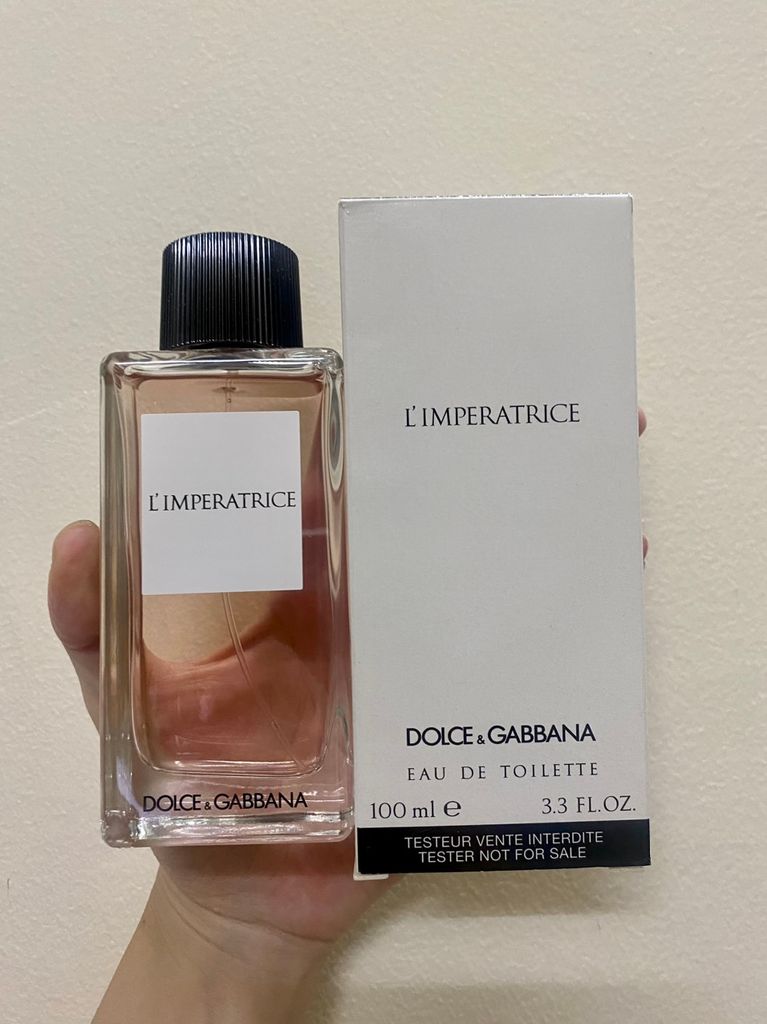 L'IMPERATRICE
DOLCE & GABBANA
L'IMPERATRICE
DOLCE & GABBANA
EAU DE TOILETTE
100 ml ℮ 3.3 FL.OZ.
TESTEUR VENTE INTERDITE
TESTER NOT FOR SALE